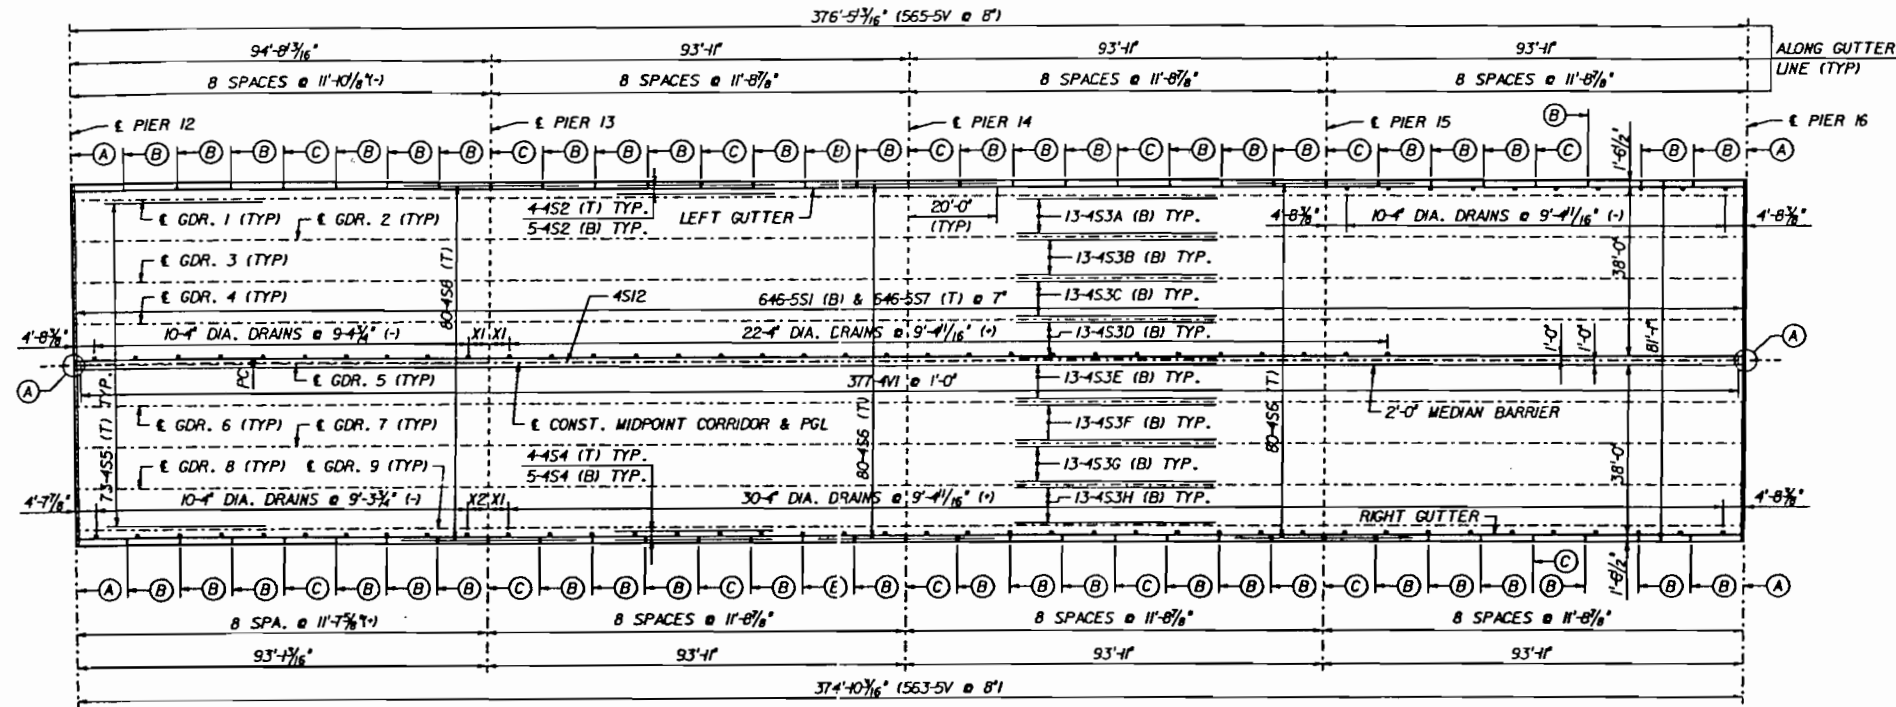 376'-5 13/16" (565-5V @ 8")
94'-8 13/16" 93'-11" 93'-11" 93'-11" ALONG GUTTER
LINE (TYP)
8 SPACES @ 11'-10 1/8"(-) 8 SPACES @ 11'-8 7/8" 8 SPACES @ 11'-8 7/8" 8 SPACES @ 11'-8 7/8"
℄ PIER 12 ℄ PIER 13 ℄ PIER 14 ℄ PIER 15 B ℄ PIER 16
A B B B C B B B C B B B C B B C B B B C B B B C B B B C B B A
1'-6 1/2"
℄ GDR. 1 (TYP) ℄ GDR. 2 (TYP)
4-4S2 (T) TYP.
5-4S2 (B) TYP.
LEFT GUTTER
20'-0"
(TYP)
13-4S3A (B) TYP.
4'-8 3/8" 10-4" DIA. DRAINS @ 9'-4 11/16" (-) 4'-8 3/8"
℄ GDR. 3 (TYP)
80-4S8 (T)
13-4S3B (B) TYP.
38'-0"
℄ GDR. 4 (TYP)
4S12
646-5S1 (B) & 646-5S7 (T) @ 7"
13-4S3C (B) TYP.
4'-8 3/8" 10-4" DIA. DRAINS @ 9-4 3/4" (-) X1 X1 22-4" DIA. DRAINS @ 9'-4 11/16" (+)
13-4S3D (B) TYP.
1'-0" 1'-0" 81'-1"
A A
PC
℄ GDR. 5 (TYP)
377-4V1 @ 1'-0"
13-4S3E (B) TYP.
73-4S5 (T) TYP.
℄ GDR. 6 (TYP) ℄ GDR. 7 (TYP)
℄ CONST. MIDPOINT CORRIDOR & PGL
80-4S6 (T)
13-4S3F (B) TYP.
80-4S6 (T)
2'-0" MEDIAN BARRIER
38'-0"
℄ GDR. 8 (TYP) ℄ GDR. 9 (TYP)
4-4S4 (T) TYP.
5-4S4 (B) TYP.
13-4S3G (B) TYP.
4'-7 7/8" 10-4" DIA. DRAINS @ 9'-3 3/4" (-) X2 X1 30-4" DIA. DRAINS @ 9'-4 11/16" (+)
13-4S3H (B) TYP.
4'-8 3/8"
RIGHT GUTTER
C
1'-6 1/2"
A B B B C B B B C B B B C B E B C B B B C B B B C B B B B B B A
8 SPA. @ 11'-7 5/8"(+) 8 SPACES @ 11'-8 7/8" 8 SPACES @ 11'-8 7/8" 8 SPACES @ 11'-8 7/8"
93'-1 3/16" 93'-11" 93'-11" 93'-11"
374'-10 3/16" (563-5V @ 8")